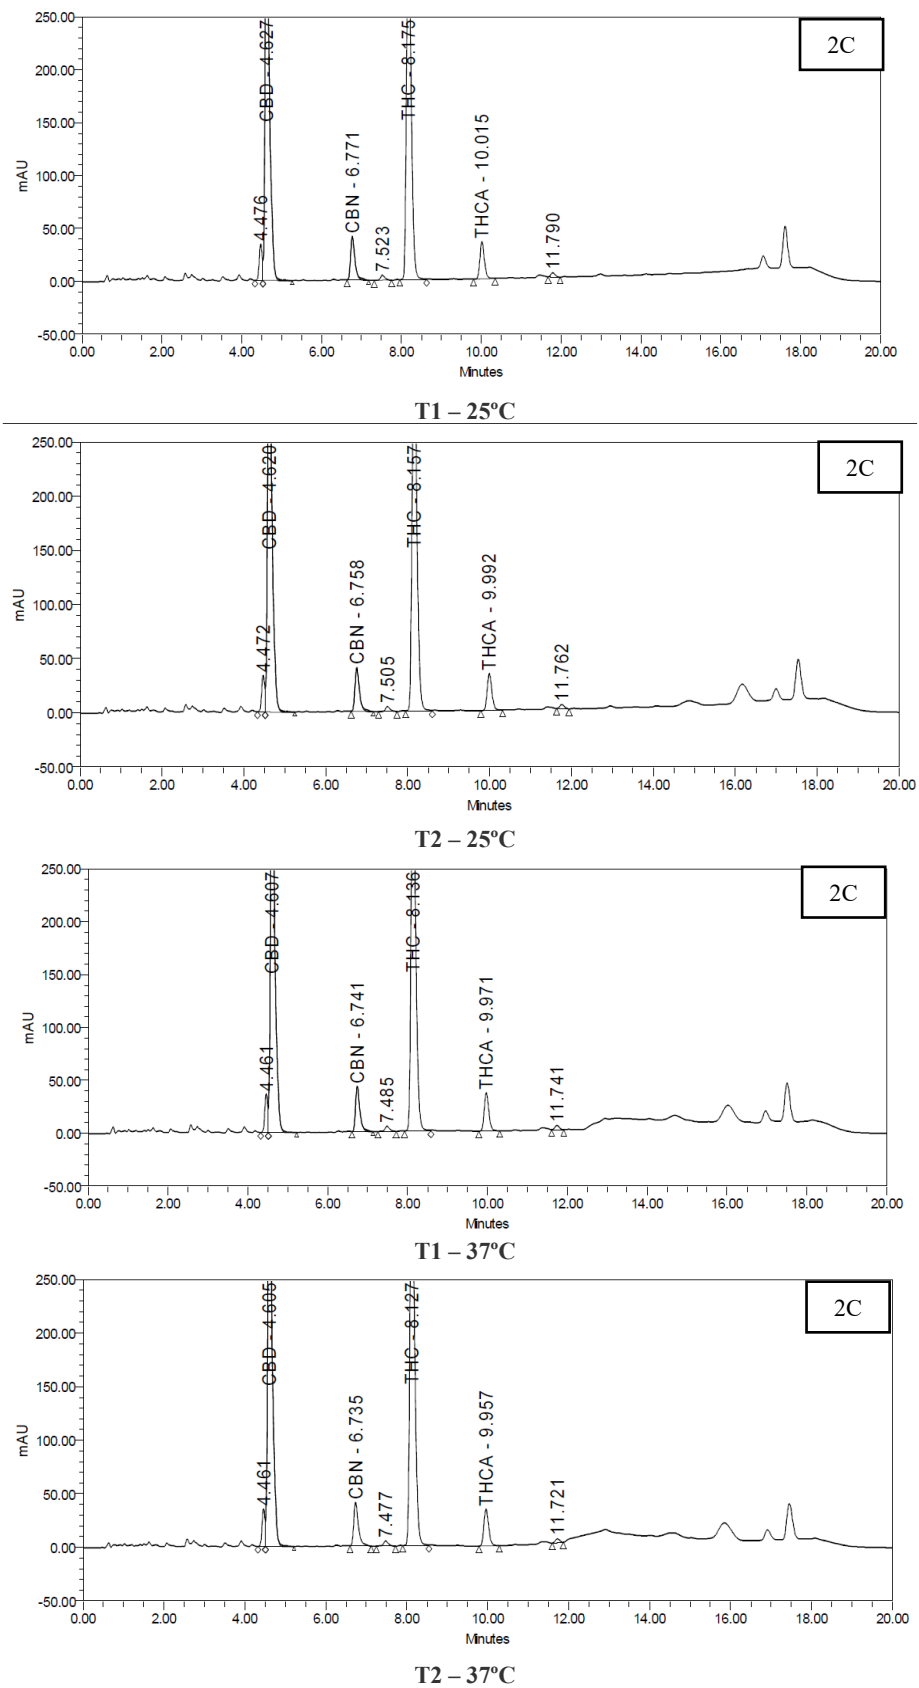 250.00
200.00
150.00
100.00
50.00
0.00
-50.00
mAU
4.476
CBD - 4.627
CBN - 6.771
7.523
THC - 8.175
THCA - 10.015
11.790
2C
0.00 2.00 4.00 6.00 8.00 10.00 12.00 14.00 16.00 18.00 20.00
Minutes
T1 – 25ºC
250.00
200.00
150.00
100.00
50.00
0.00
-50.00
mAU
4.472
CBD - 4.620
CBN - 6.758
7.505
THC - 8.157
THCA - 9.992
11.762
2C
0.00 2.00 4.00 6.00 8.00 10.00 12.00 14.00 16.00 18.00 20.00
Minutes
T2 – 25ºC
250.00
200.00
150.00
100.00
50.00
0.00
-50.00
mAU
4.461
CBD - 4.607
CBN - 6.741
7.485
THC - 8.136
THCA - 9.971
11.741
2C
0.00 2.00 4.00 6.00 8.00 10.00 12.00 14.00 16.00 18.00 20.00
Minutes
T1 – 37ºC
250.00
200.00
150.00
100.00
50.00
0.00
-50.00
mAU
4.461
CBD - 4.605
CBN - 6.735
7.477
THC - 8.127
THCA - 9.957
11.721
2C
0.00 2.00 4.00 6.00 8.00 10.00 12.00 14.00 16.00 18.00 20.00
Minutes
T2 – 37ºC